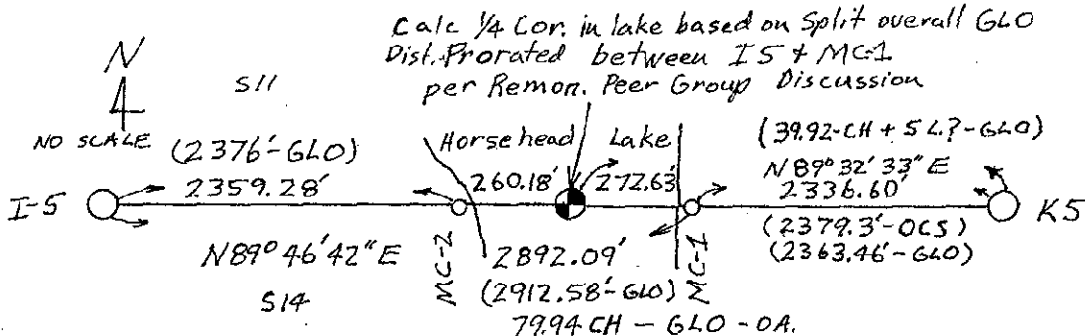 Calc 1/4 Cor. in lake based on Split overall GLO
Dist. Prorated between I5 & MC-1
per Remon. Peer Group Discussion
N
S11
NO SCALE
(2376'-GLO)
Horsehead Lake
(39.92-CH + 5 L.?-GLO)
N89°32'33"E
I-5
2359.28'
260.18'
272.63'
2336.60'
K5
(2379.3'-OCS)
(2363.46'-GLO)
N89°46'42"E
MC-2
2892.09'
MC-1
S14
(2912.58'-GLO)
79.94 CH - GLO - OA.